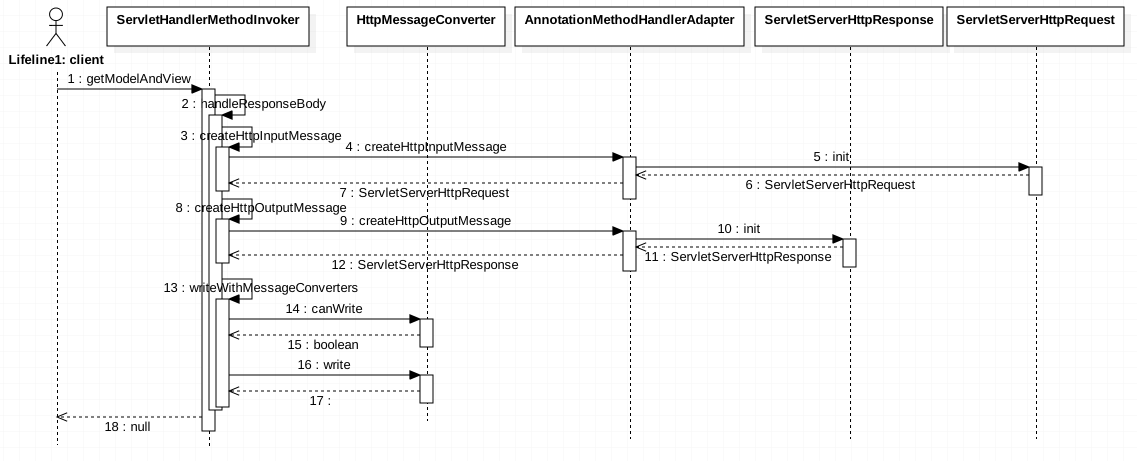 ServletHandlerMethodInvoker
HttpMessageConverter
AnnotationMethodHandlerAdapter
ServletServerHttpResponse
ServletServerHttpRequest
Lifeline1: client
1 : getModelAndView
2 : handleResponseBody
3 : createHttpInputMessage
4 : createHttpInputMessage
5 : init
6 : ServletServerHttpRequest
7 : ServletServerHttpRequest
8 : createHttpOutputMessage
9 : createHttpOutputMessage
10 : init
11 : ServletServerHttpResponse
12 : ServletServerHttpResponse
13 : writeWithMessageConverters
14 : canWrite
15 : boolean
16 : write
17 :
18 : null